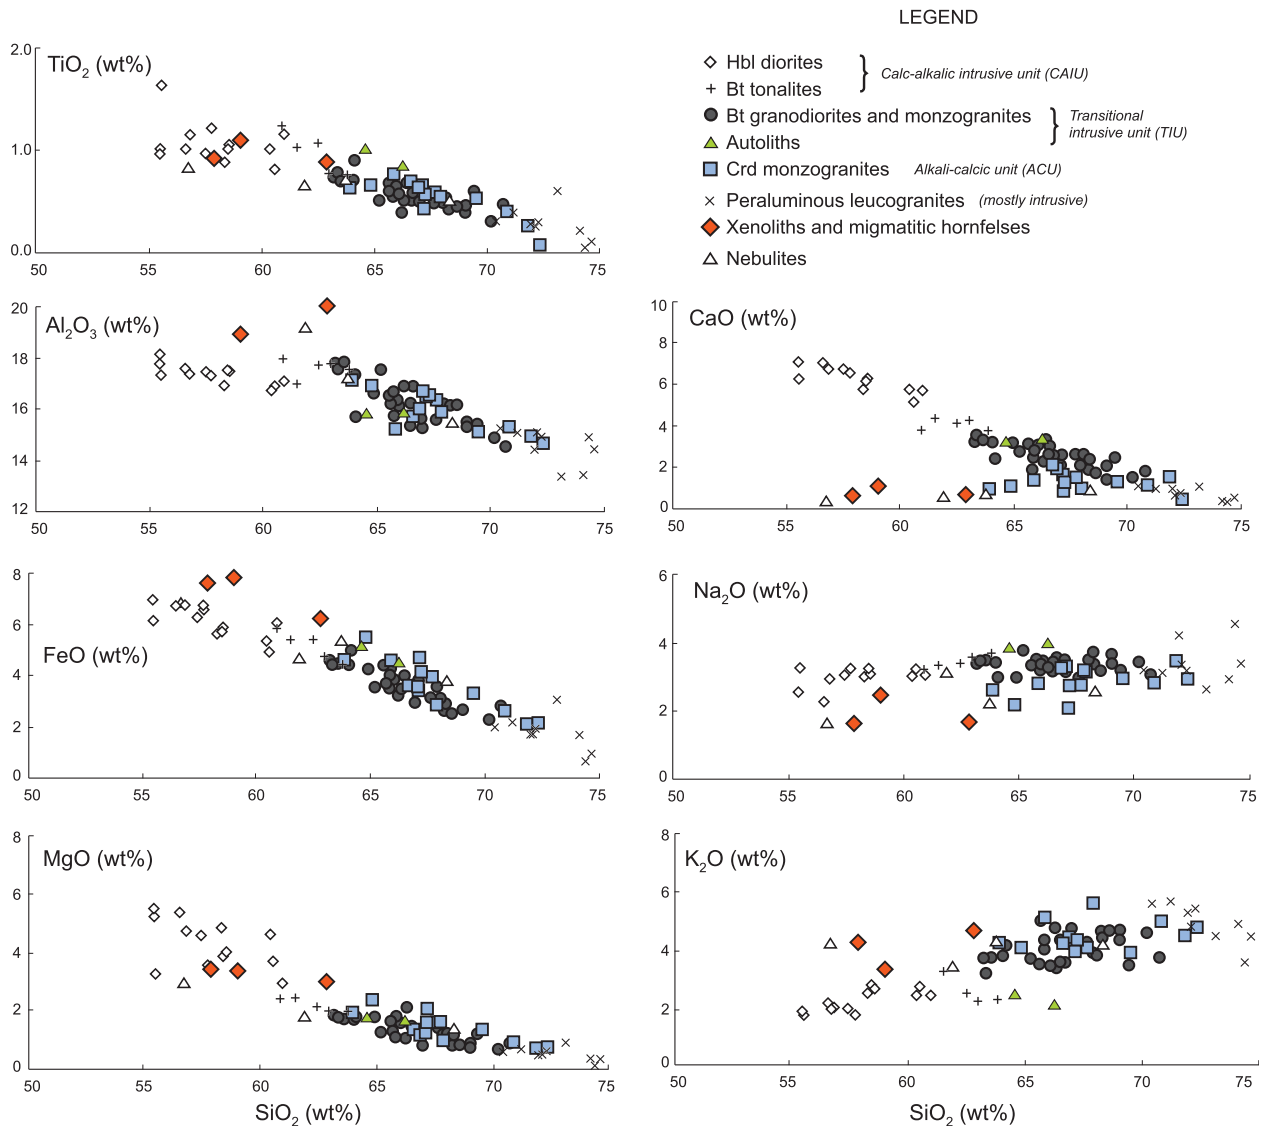 LEGEND
Hbl diorites
Bt tonalites
Calc-alkalic intrusive unit (CAIU)
Bt granodiorites and monzogranites
Autoliths
Transitional
intrusive unit (TIU)
Crd monzogranites
Alkali-calcic unit (ACU)
Peraluminous leucogranites (mostly intrusive)
Xenoliths and migmatitic hornfelses
Nebulites
TiO2 (wt%)
2.0
1.0
0.0
50 55 60 65 70 75
Al2O3 (wt%)
20
18
16
14
12
50 55 60 65 70 75
CaO (wt%)
10
8
6
4
2
0
50 55 60 65 70 75
FeO (wt%)
8
6
4
2
0
50 55 60 65 70 75
Na2O (wt%)
6
4
2
0
50 55 60 65 70 75
MgO (wt%)
8
6
4
2
0
50 55 60 65 70 75
SiO2 (wt%)
K2O (wt%)
8
6
4
2
0
50 55 60 65 70 75
SiO2 (wt%)